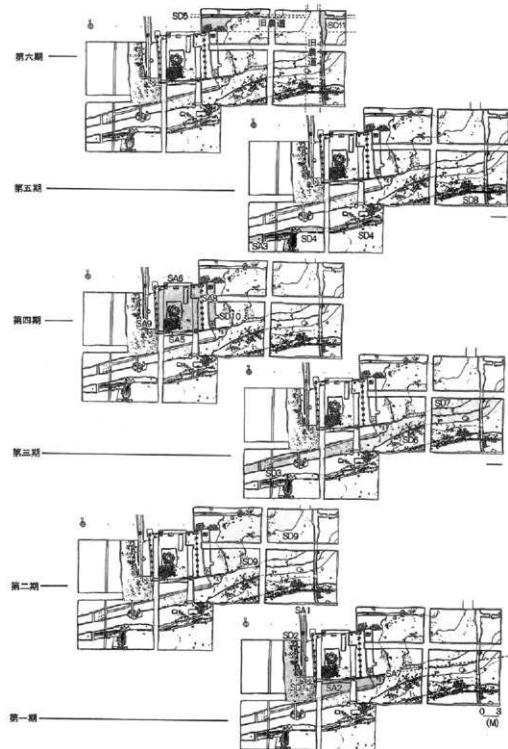 SD5
旧農道
SD11
旧農道
第六期
第五期
SA3
SD4
SD4
SD8
SA6
SA8
SA9
SD10
SA5
第四期
SD7
SD6
SD3
第三期
SD9
SD9
第二期
SA1
SD2
SA2
第一期
0 3
(M)